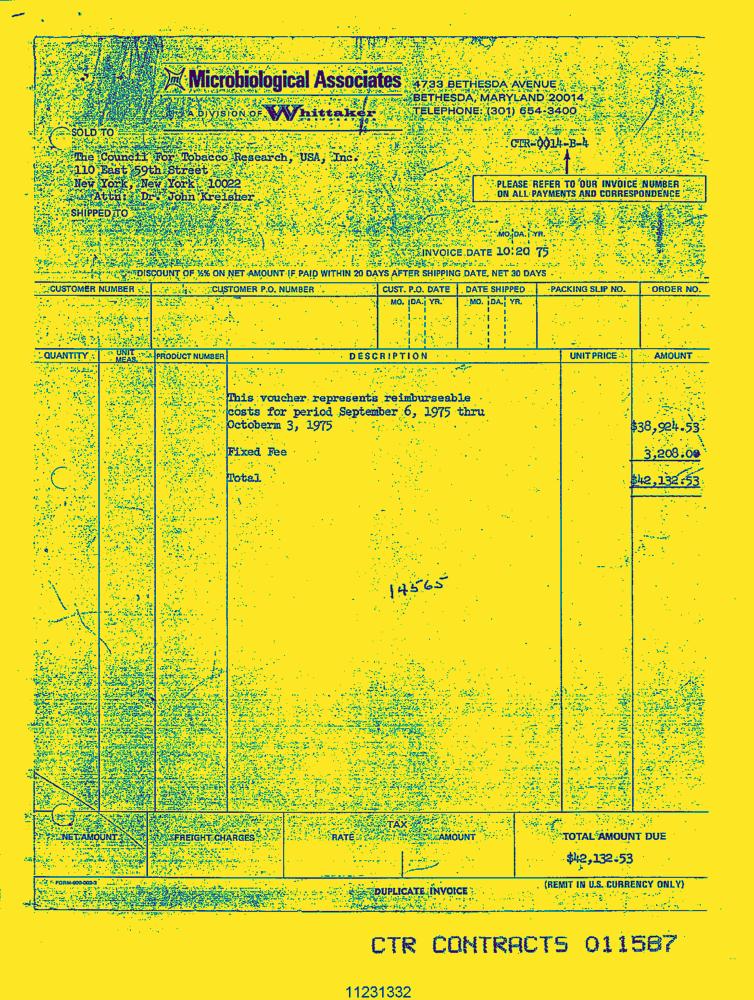 Microbiological Associates
A DIVISION OF Whittaker
4733 BETHESDA AVENUE
BETHESDA, MARYLAND 20014
TELEPHONE: (301) 654-3400
SOLD TO
CTR-0014-B-4
The Council For Tobacco Research, USA, Inc.
110 East 59th Street
New York, New York 10022
Attn: Dr. John Kreisher
PLEASE REFER TO OUR INVOICE NUMBER
ON ALL PAYMENTS AND CORRESPONDENCE
SHIPPED TO
MO. DA. YR.
INVOICE DATE 10:20 75
DISCOUNT OF ½% ON NET AMOUNT IF PAID WITHIN 20 DAYS AFTER SHIPPING DATE, NET 30 DAYS
CUSTOMER NUMBER CUSTOMER P.O. NUMBER CUST. P.O. DATE DATE SHIPPED PACKING SLIP NO. ORDER NO.
MO. DA. YR. MO. DA. YR.
QUANTITY UNIT MEAS. PRODUCT NUMBER DESCRIPTION UNIT PRICE AMOUNT
This voucher represents reimburseable
costs for period September 6, 1975 thru
Octoberm 3, 1975 $38,924.53
Fixed Fee 3,208.00
Total $42,132.53
14565
TAX
NET AMOUNT FREIGHT CHARGES RATE AMOUNT TOTAL AMOUNT DUE
$42,132.53
DUPLICATE INVOICE (REMIT IN U.S. CURRENCY ONLY)
CTR CONTRACTS 011587
11231332